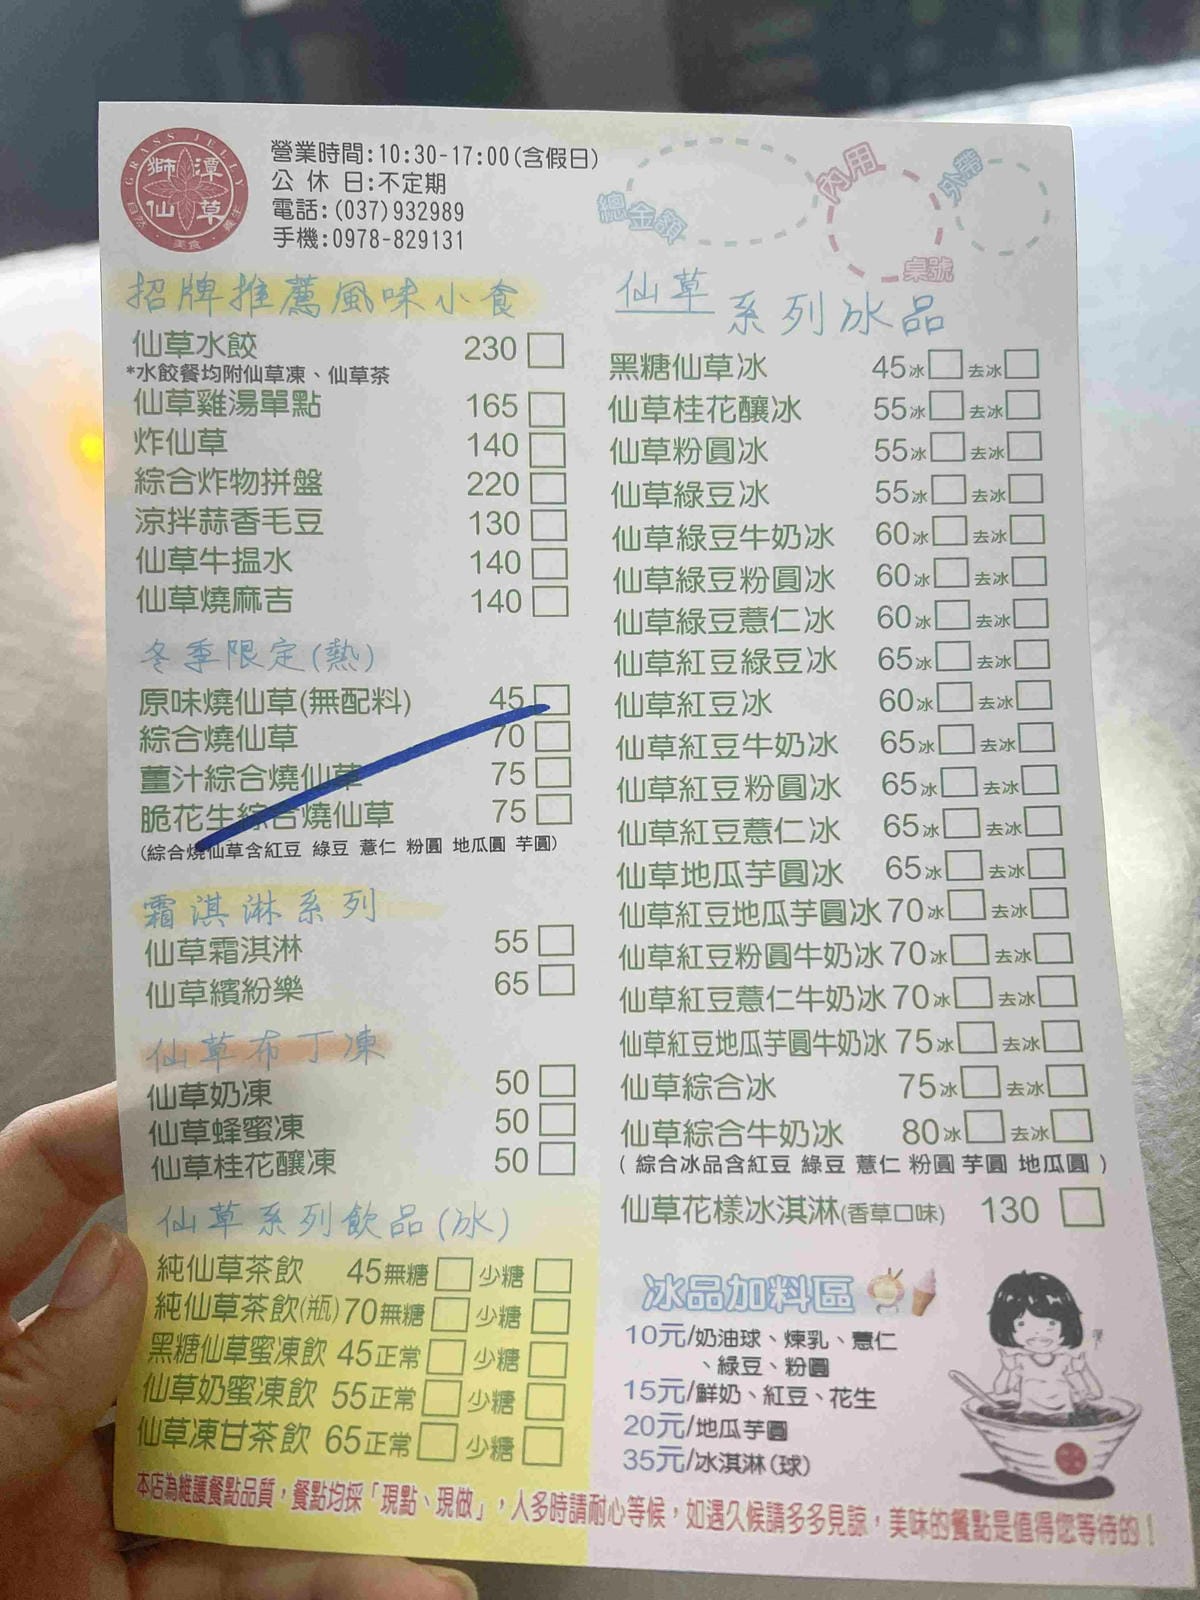 GRASS JELLY
獅潭
仙草
自然·美食·養生
營業時間:10:30-17:00(含假日)
公休日:不定期
電話:(037)932989
手機:0978-829131
總金額
內用
外帶
桌號
招牌推薦風味小食
仙草水餃 230
*水餃餐均附仙草凍、仙草茶
仙草雞湯單點 165
炸仙草 140
綜合炸物拼盤 220
涼拌蒜香毛豆 130
仙草牛揾水 140
仙草燒麻吉 140
冬季限定(熱)
原味燒仙草(無配料) 45
綜合燒仙草 70
薑汁綜合燒仙草 75
脆花生綜合燒仙草 75
(綜合燒仙草含紅豆 綠豆 薏仁 粉圓 地瓜圓 芋圓)
霜淇淋系列
仙草霜淇淋 55
仙草繽紛樂 65
仙草布丁凍
仙草奶凍 50
仙草蜂蜜凍 50
仙草桂花釀凍 50
仙草系列飲品(冰)
純仙草茶飲 45無糖 少糖
純仙草茶飲(瓶)70無糖 少糖
黑糖仙草蜜凍飲 45正常 少糖
仙草奶蜜凍飲 55正常 少糖
仙草凍甘茶飲 65正常 少糖
仙草系列冰品
黑糖仙草冰 45冰 去冰
仙草桂花釀冰 55冰 去冰
仙草粉圓冰 55冰 去冰
仙草綠豆冰 55冰 去冰
仙草綠豆牛奶冰 60冰 去冰
仙草綠豆粉圓冰 60冰 去冰
仙草綠豆薏仁冰 60冰 去冰
仙草紅豆綠豆冰 65冰 去冰
仙草紅豆冰 60冰 去冰
仙草紅豆牛奶冰 65冰 去冰
仙草紅豆粉圓冰 65冰 去冰
仙草紅豆薏仁冰 65冰 去冰
仙草地瓜芋圓冰 65冰 去冰
仙草紅豆地瓜芋圓冰 70冰 去冰
仙草紅豆粉圓牛奶冰 70冰 去冰
仙草紅豆薏仁牛奶冰 70冰 去冰
仙草紅豆地瓜芋圓牛奶冰 75冰 去冰
仙草綜合冰 75冰 去冰
仙草綜合牛奶冰 80冰 去冰
(綜合冰品含紅豆 綠豆 薏仁 粉圓 芋圓 地瓜圓)
仙草花樣冰淇淋(香草口味) 130
冰品加料區
10元/奶油球、煉乳、薏仁
、綠豆、粉圓
15元/鮮奶、紅豆、花生
20元/地瓜芋圓
35元/冰淇淋(球)
本店為維護餐點品質，餐點均採「現點、現做」，人多時請耐心等候，如遇久候請多多見諒，美味的餐點是值得您等待的！